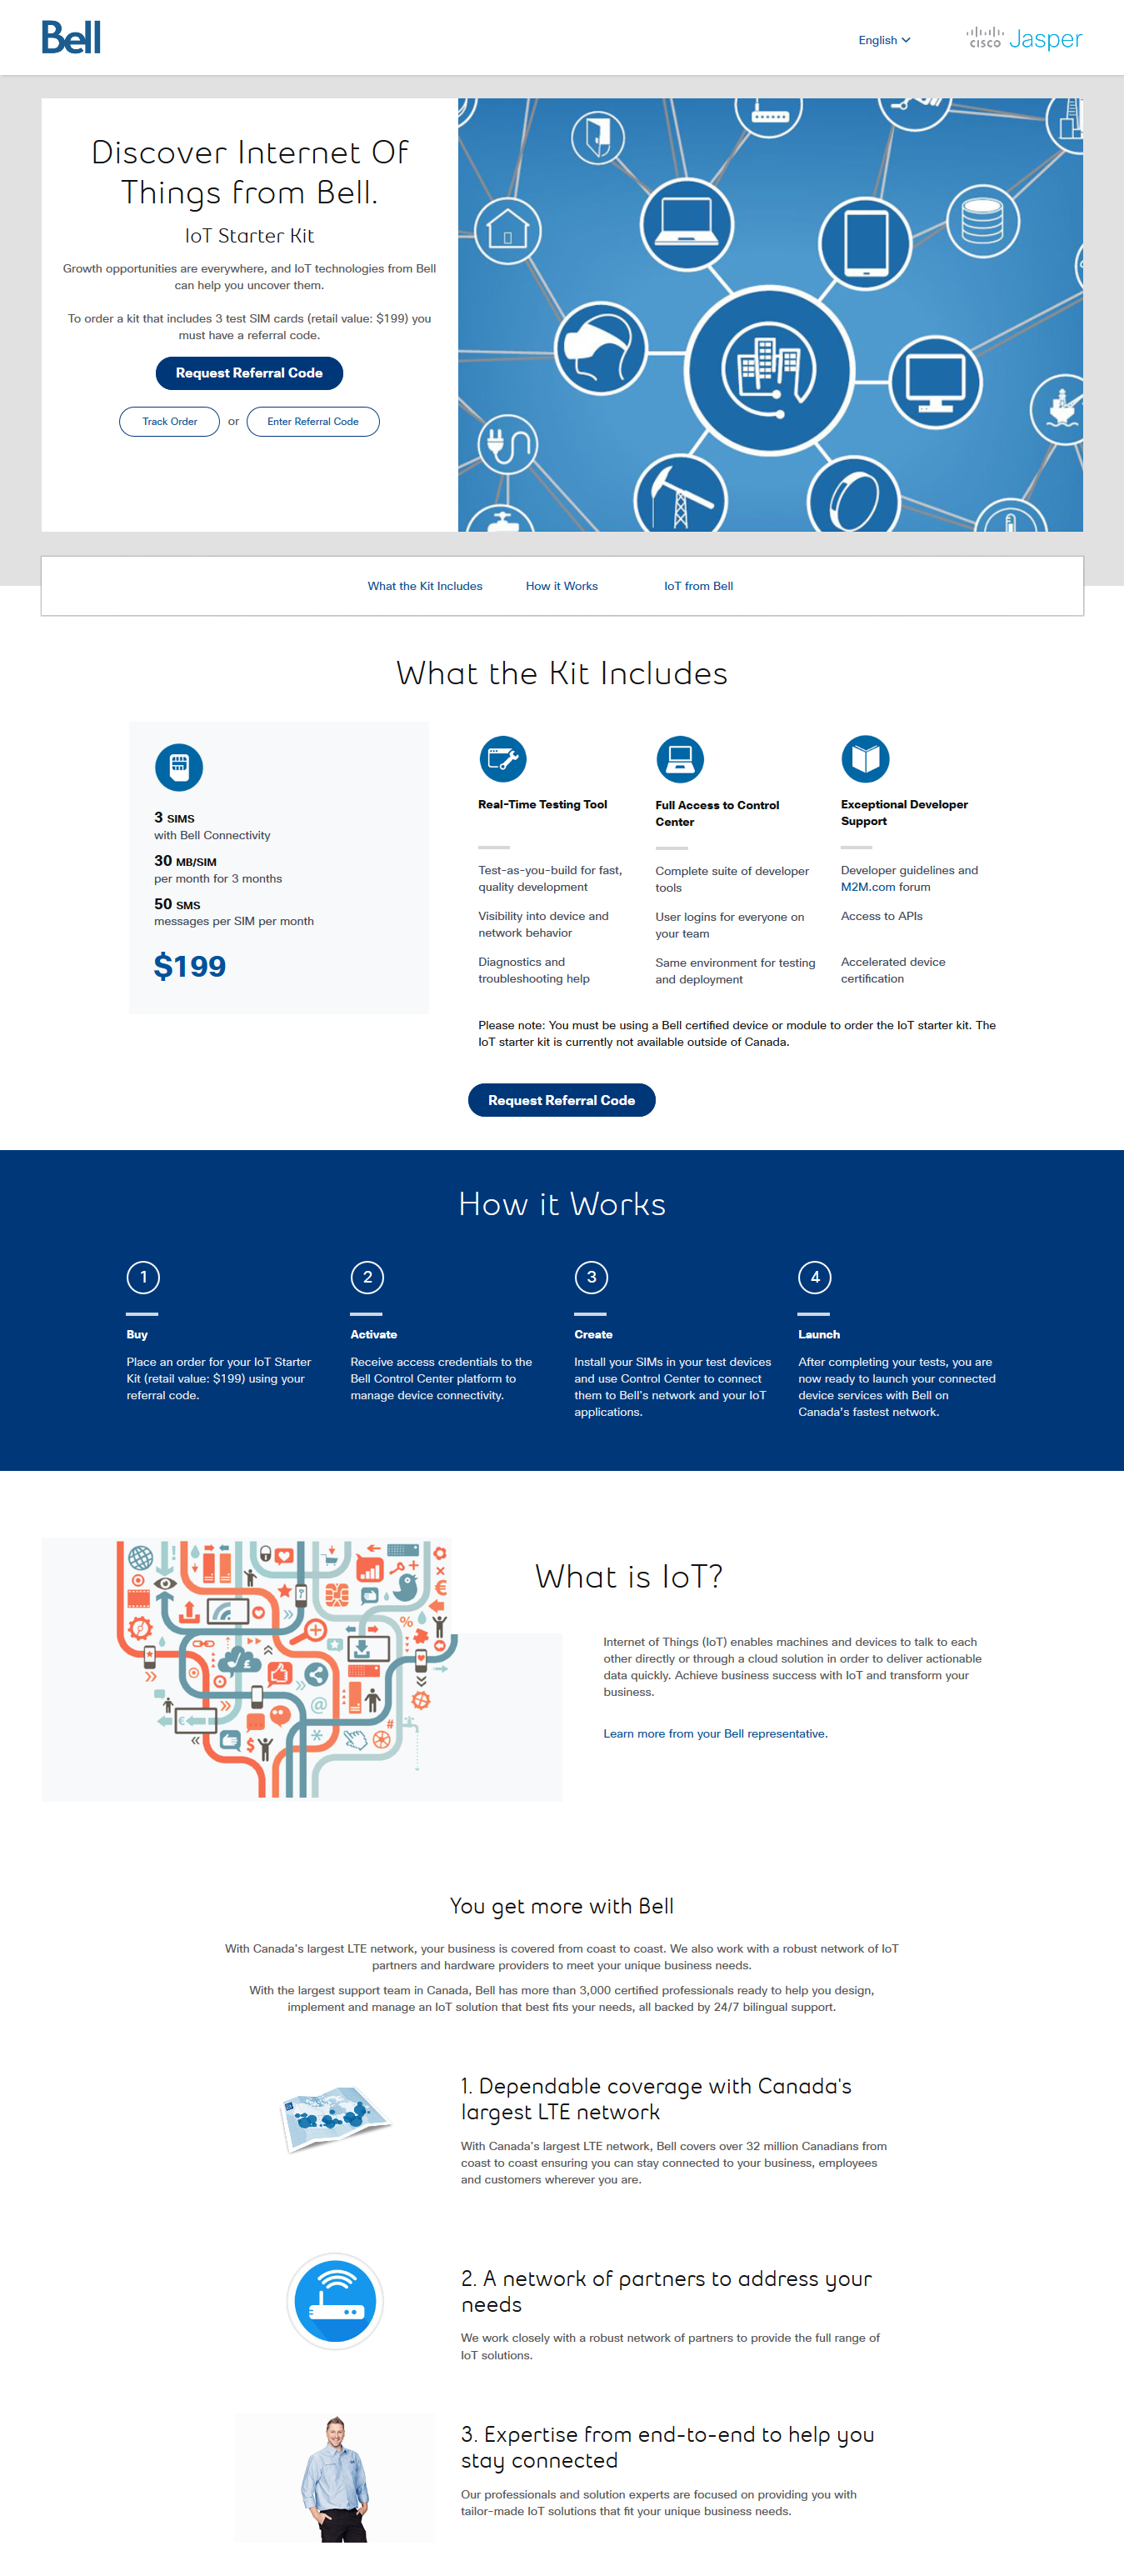 Bell
English
CISCO Jasper
Discover Internet Of
Things from Bell.
IoT Starter Kit
Growth opportunities are everywhere, and IoT technologies from Bell
can help you uncover them.
To order a kit that includes 3 test SIM cards (retail value: $199) you
must have a referral code.
Request Referral Code
Track Order or Enter Referral Code
What the Kit Includes
How it Works
IoT from Bell
What the Kit Includes
3 SIMS
with Bell Connectivity
30 MB/SIM
per month for 3 months
50 SMS
messages per SIM per month
$199
Real-Time Testing Tool
Test-as-you-build for fast,
quality development
Visibility into device and
network behavior
Diagnostics and
troubleshooting help
Full Access to Control
Center
Complete suite of developer
tools
User logins for everyone on
your team
Same environment for testing
and deployment
Exceptional Developer
Support
Developer guidelines and
M2M.com forum
Access to APIs
Accelerated device
certification
Please note: You must be using a Bell certified device or module to order the IoT starter kit. The
IoT starter kit is currently not available outside of Canada.
Request Referral Code
How it Works
1
Buy
Place an order for your IoT Starter
Kit (retail value: $199) using your
referral code.
2
Activate
Receive access credentials to the
Bell Control Center platform to
manage device connectivity.
3
Create
Install your SIMs in your test devices
and use Control Center to connect
them to Bell's network and your IoT
applications.
4
Launch
After completing your tests, you are
now ready to launch your connected
device services with Bell on
Canada's fastest network.
What is IoT?
Internet of Things (IoT) enables machines and devices to talk to each
other directly or through a cloud solution in order to deliver actionable
data quickly. Achieve business success with IoT and transform your
business.
Learn more from your Bell representative.
You get more with Bell
With Canada's largest LTE network, your business is covered from coast to coast. We also work with a robust network of IoT
partners and hardware providers to meet your unique business needs.
With the largest support team in Canada, Bell has more than 3,000 certified professionals ready to help you design,
implement and manage an IoT solution that best fits your needs, all backed by 24/7 bilingual support.
1. Dependable coverage with Canada's
largest LTE network
With Canada's largest LTE network, Bell covers over 32 million Canadians from
coast to coast ensuring you can stay connected to your business, employees
and customers wherever you are.
2. A network of partners to address your
needs
We work closely with a robust network of partners to provide the full range of
IoT solutions.
3. Expertise from end-to-end to help you
stay connected
Our professionals and solution experts are focused on providing you with
tailor-made IoT solutions that fit your unique business needs.